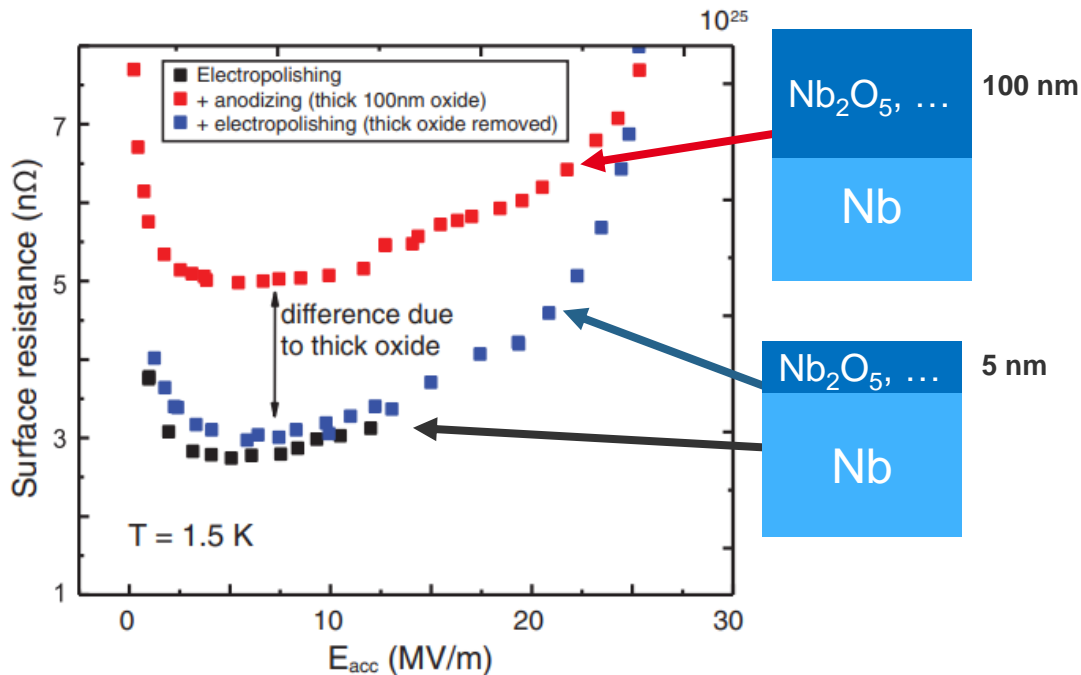 10²⁵
Electropolishing
+ anodizing (thick 100nm oxide)
+ electropolishing (thick oxide removed)
7
5
3
1
Surface resistance (nΩ)
difference due
to thick oxide
T = 1.5 K
0
10
20
30
E_acc (MV/m)
Nb₂O₅, …
100 nm
Nb
Nb₂O₅, …
5 nm
Nb